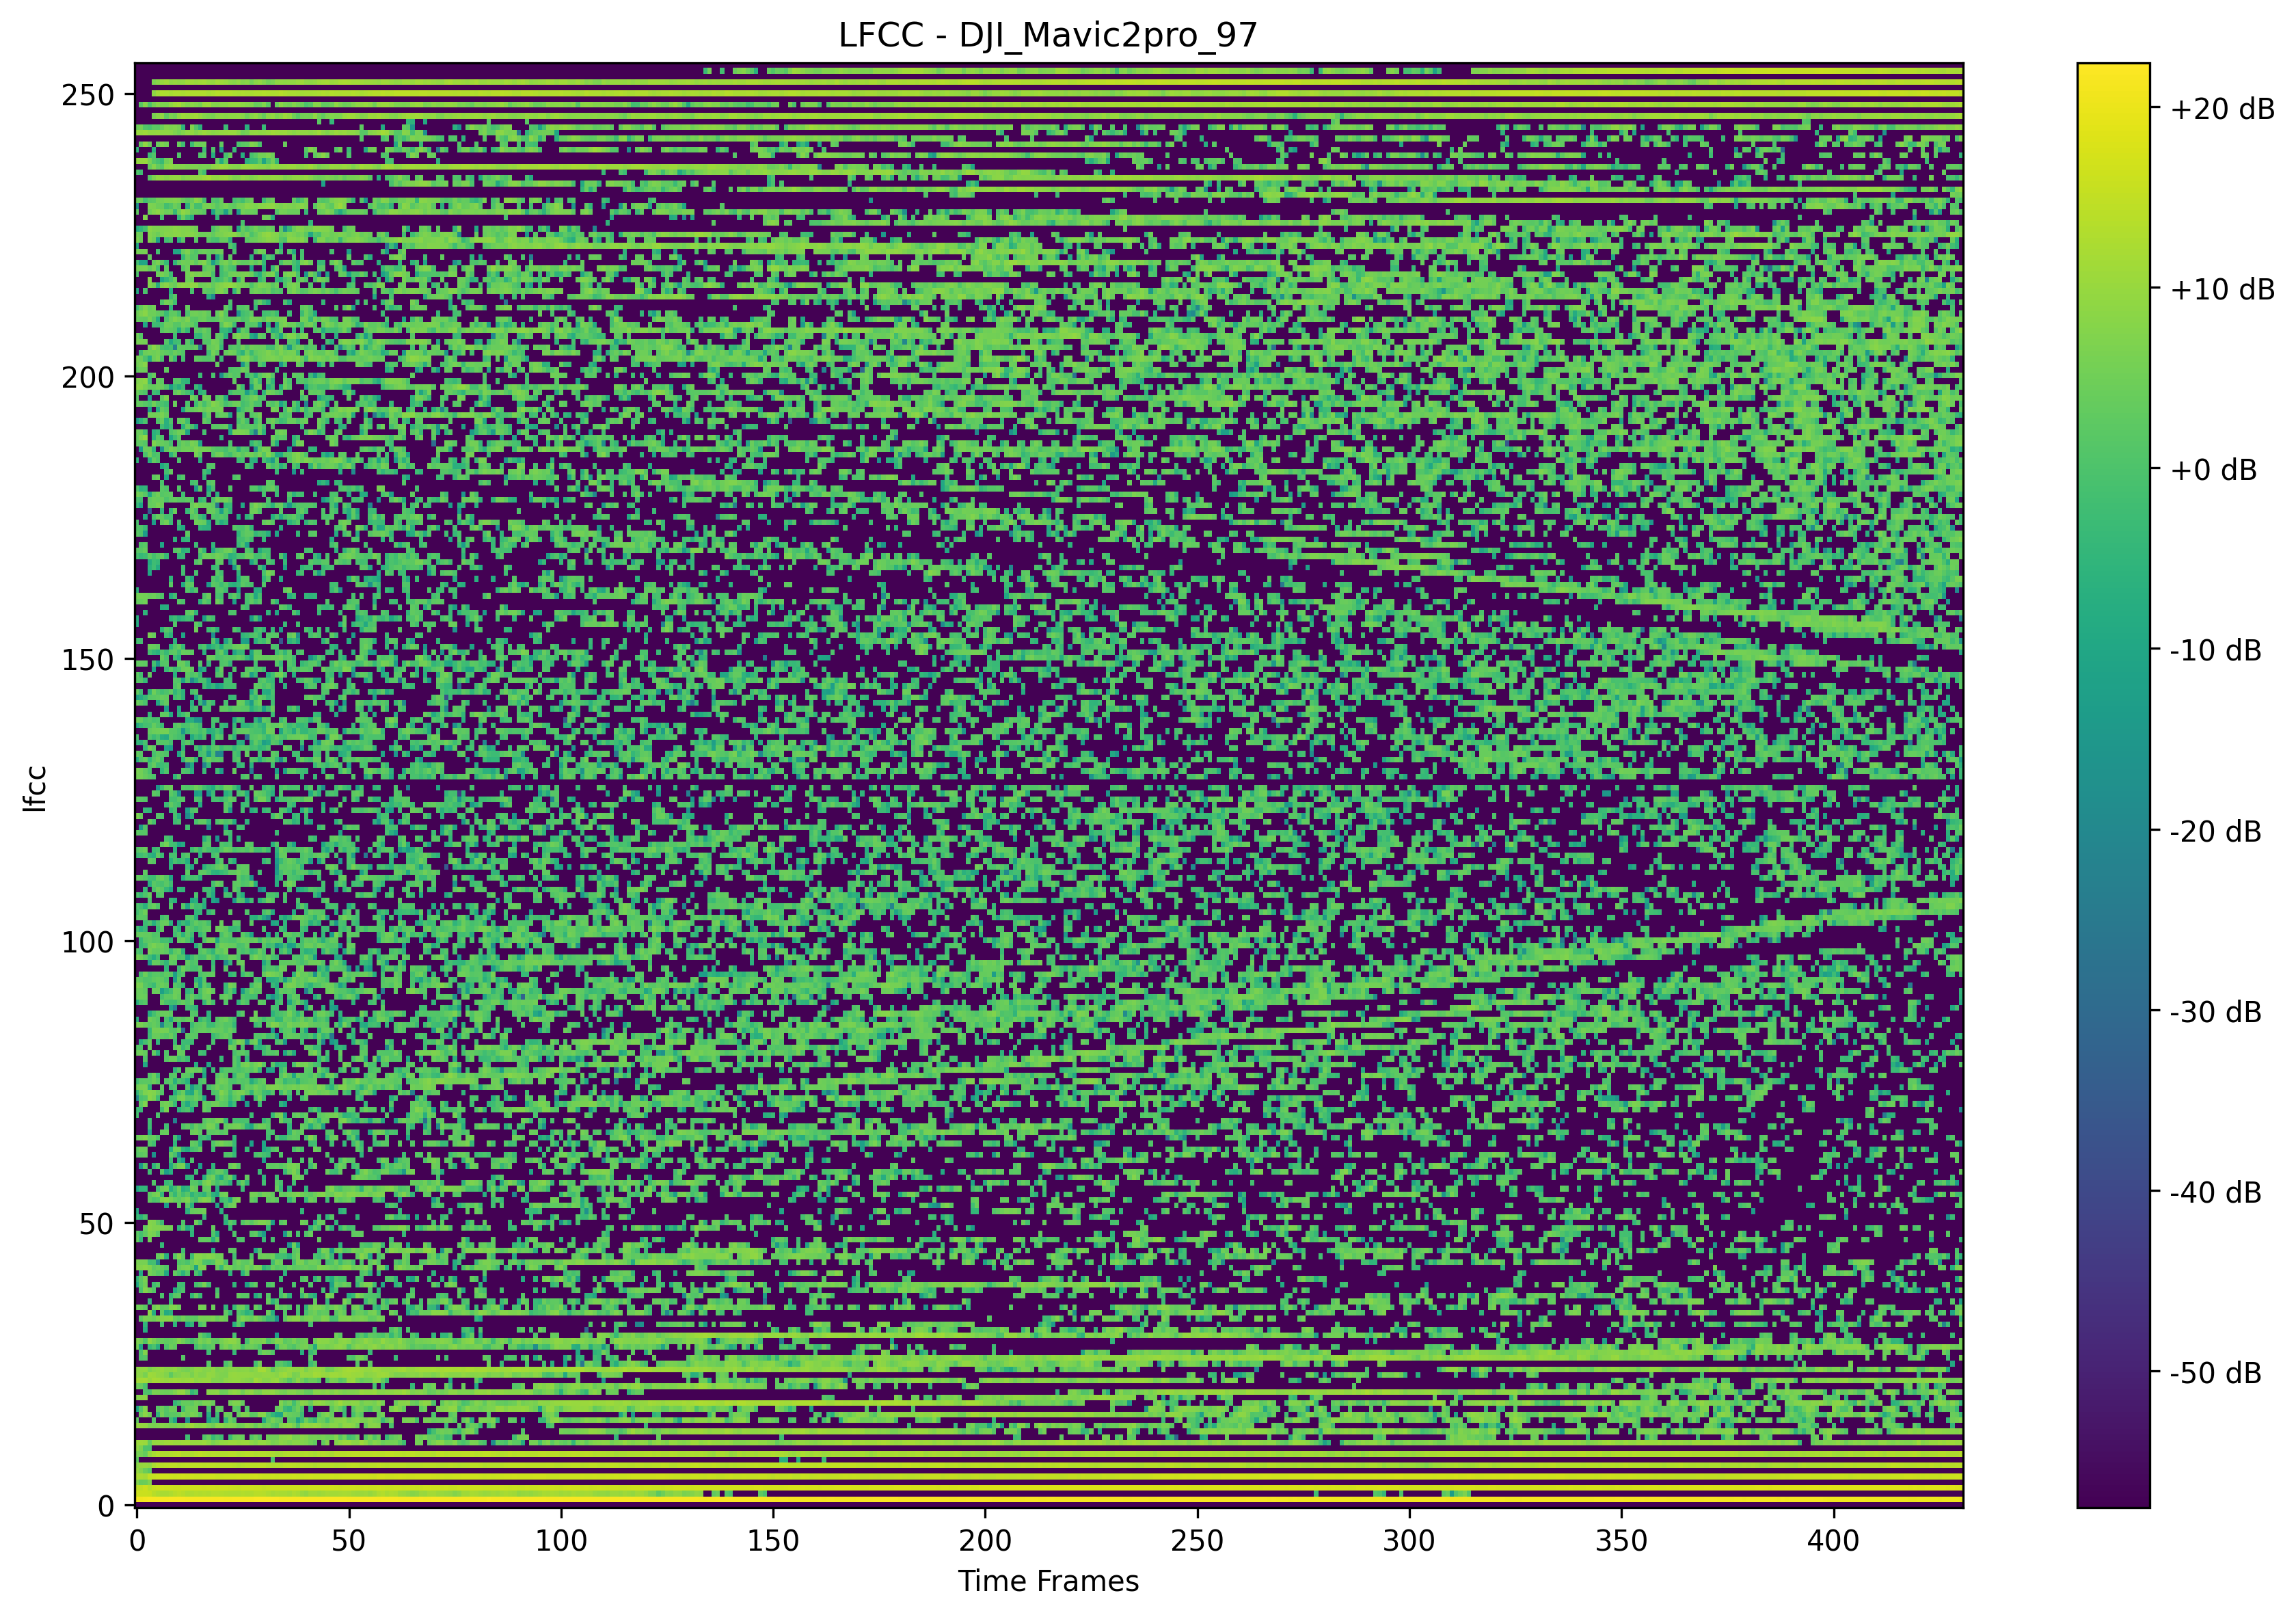 LFCC - DJI_Mavic2pro_97
250
200
150
100
50
0
lfcc
0 50 100 150 200 250 300 350 400
Time Frames
+20 dB
+10 dB
+0 dB
-10 dB
-20 dB
-30 dB
-40 dB
-50 dB